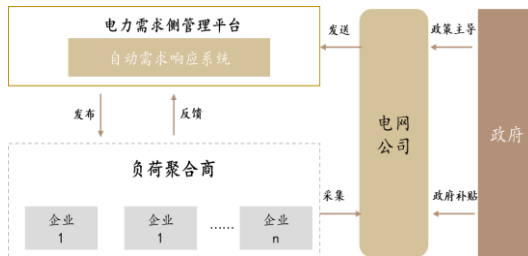 电力需求侧管理平台
自动需求响应系统
发送
政策主导
发布
反馈
电网
公司
政府
负荷聚合商
采集
政府补贴
企业
1
企业
1
……
企业
n